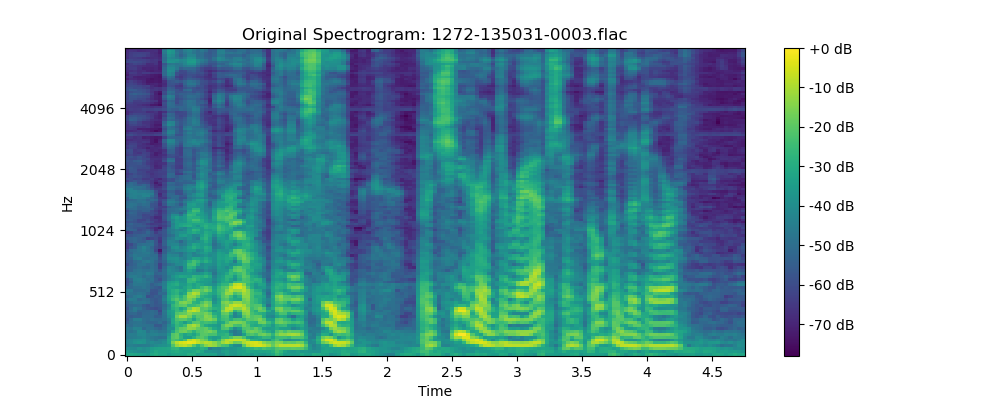 Original Spectrogram: 1272-135031-0003.flac
Hz
4096
2048
1024
512
0
0 0.5 1 1.5 2 2.5 3 3.5 4 4.5
Time
+0 dB
-10 dB
-20 dB
-30 dB
-40 dB
-50 dB
-60 dB
-70 dB